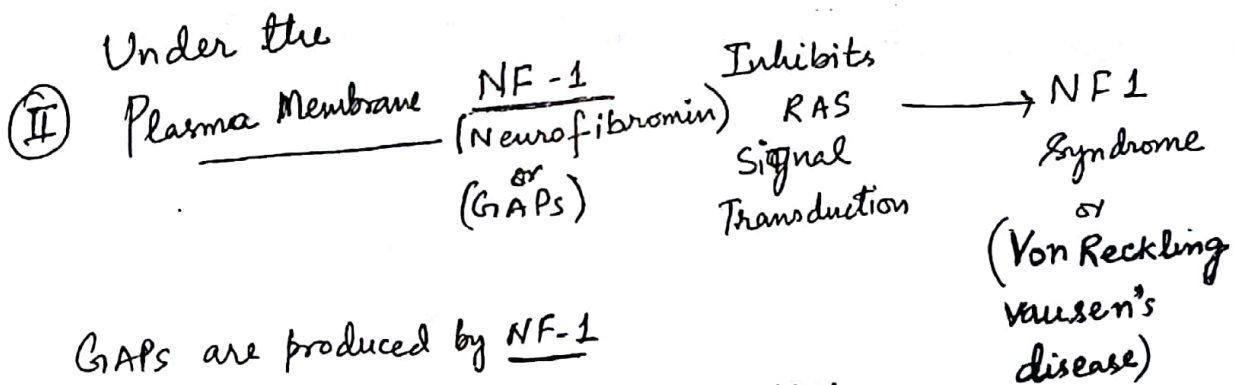 Under the
II Plasma Membrane NF-1 Inhibits
(Neurofibromin) RAS → NF1
or Signal Syndrome
(GAPs) Transduction or
(Von Reckling
vausen's
disease)
GAPs are produced by NF-1